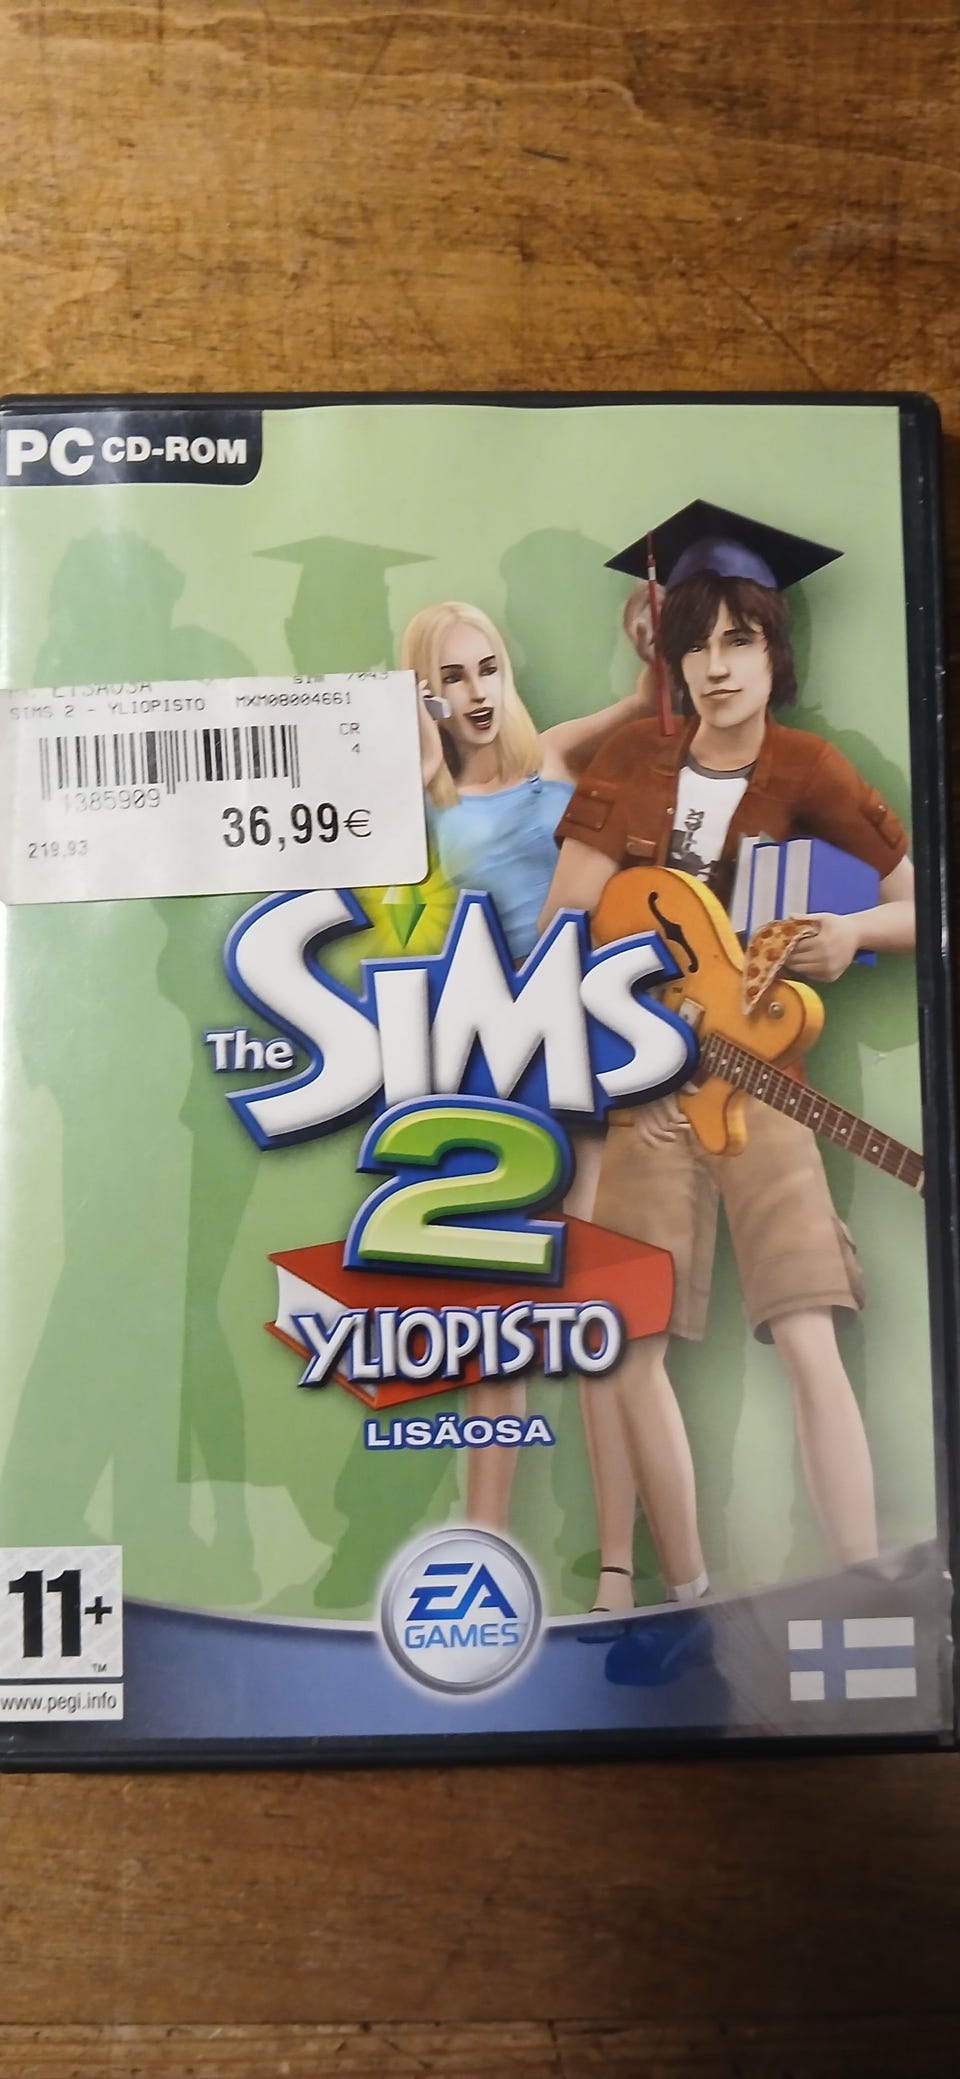 PC CD-ROM
LISÄOSA
SIMS 2 - YLIOPISTO MXM08004661
CR
4
1385909
36,99€
219.93
The SIMS
2
YLIOPISTO
LISÄOSA
11+
TM
www.pegi.info
EA
GAMES